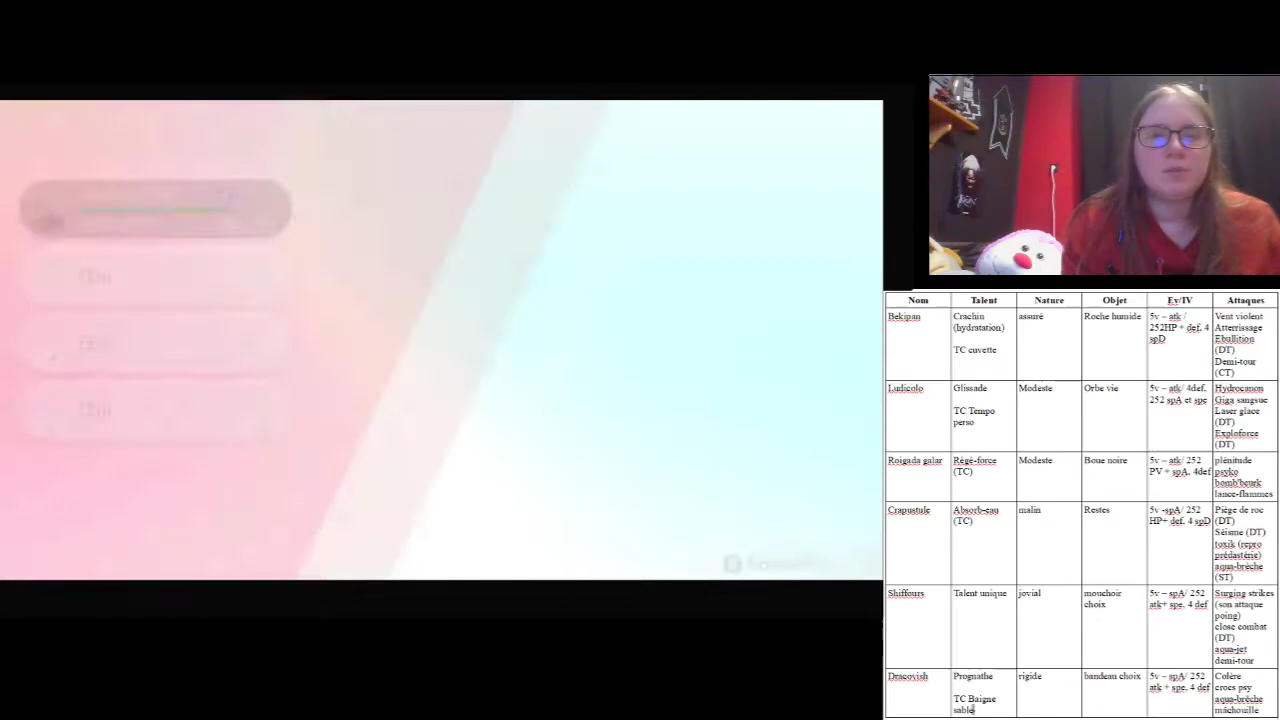 Nom Talent Nature Objet Ev/IV Attaques
Bekipan Crachin (hydratation) TC cuvette assuré Roche humide 5v – atk / 252HP + def, 4 spD Vent violent Atterrissage Ebullition (DT) Demi-tour (CT)
Ludicolo Glissade TC Tempo perso Modeste Orbe vie 5v – atk/ 4def, 252 spA et spe Hydrocanon Giga sangsue Laser glace (DT) Exploforce (DT)
Roigada galar Régé-force (TC) Modeste Boue noire 5v – atk/ 252 PV + spA, 4def plénitude psyko bomb'beurk lance-flammes
Crapustule Absorb-eau (TC) malin Restes 5v -spA/ 252 HP+ def, 4 spD Piège de roc (DT) Séisme (DT) toxik (repro prédastérie) aqua-brèche (ST)
Shiffours Talent unique jovial mouchoir choix 5v – spA/ 252 atk+ spe, 4 def Surging strikes (son attaque poing) close combat (DT) aqua-jet demi-tour
Dracovish Prognathe TC Baigne sable rigide bandeau choix 5v – spA/ 252 atk + spe, 4 def Colère crocs psy aqua-brèche mâchouille